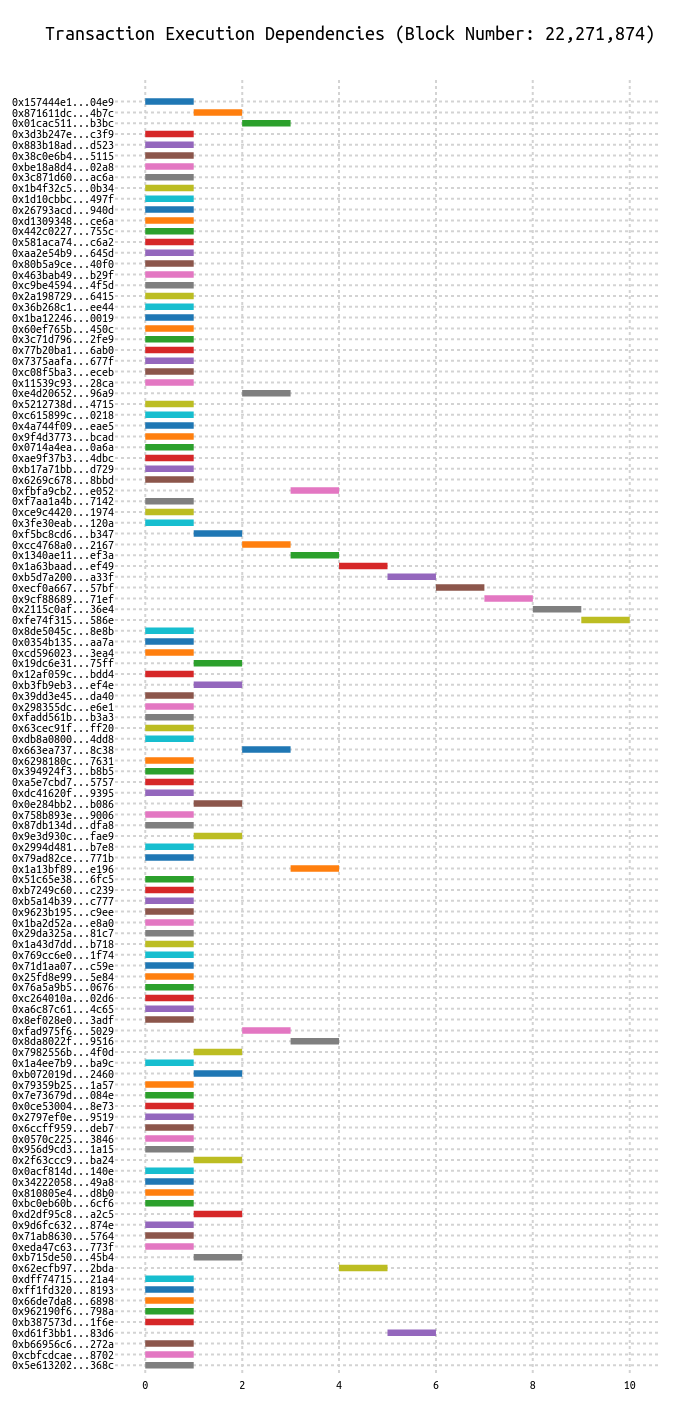 Transaction Execution Dependencies (Block Number: 22,271,874)
0x157444e1...04e9
0x871611dc...4b7c
0x01cac511...b3bc
0x3d3b247e...c3f9
0x883b18ad...d523
0x38c0e6b4...5115
0xbe18a8d4...02a8
0x3c871d60...ac6a
0x1b4f32c5...0b34
0x1d10cbbc...497f
0x26793acd...940d
0xd1309348...ce6a
0x442c0227...755c
0x581aca74...c6a2
0xaa2e54b9...645d
0x80b5a9ce...40f0
0x463bab49...b29f
0xc9be4594...4f5d
0x2a198729...6415
0x36b268c1...ee44
0x1ba12246...0019
0x60ef765b...450c
0x3c71d796...2fe9
0x77b20ba1...6ab0
0x7375aafa...677f
0xc08f5ba3...eceb
0x11539c93...28ca
0xe4d20652...96a9
0x5212738d...4715
0xc615899c...0218
0x4a744f09...eae5
0x9f4d3773...bcad
0x0714a4ea...0a6a
0xae9f37b3...4dbc
0xb17a71bb...d729
0x6269c678...8bbd
0xfbfa9cb2...e052
0xf7aa1a4b...7142
0xce9c4420...1974
0x3fe30eab...120a
0xf5bc8cd6...b347
0xcc4768a0...2167
0x1340ae11...ef3a
0x1a63baad...ef49
0xb5d7a200...a33f
0xecf0a667...57bf
0x9cf88689...71ef
0x2115c0af...36e4
0xfe74f315...586e
0x8de5045c...8e8b
0x0354b135...aa7a
0xcd596023...3ea4
0x19dc6e31...75ff
0x12af059c...bdd4
0xb3fb9eb3...ef4e
0x39dd3e45...da40
0x298355dc...e6e1
0xfadd561b...b3a3
0x63cec91f...ff20
0xdb8a0800...4dd8
0x663ea737...8c38
0x6298180c...7631
0x394924f3...b8b5
0xa5e7cbd7...5757
0xdc41620f...9395
0x0e284bb2...b086
0x758b893e...9006
0x87db134d...dfa8
0x9e3d930c...fae9
0x2994d481...b7e8
0x79ad82ce...771b
0x1a13bf89...e196
0x51c65e38...6fc5
0xb7249c60...c239
0xb5a14b39...c777
0x9623b195...c9ee
0x1ba2d52a...e8a0
0x29da325a...81c7
0x1a43d7dd...b718
0x769cc6e0...1f74
0x71d1aa07...c59e
0x25fd8e99...5e84
0x76a5a9b5...0676
0xc264010a...02d6
0xa6c87c61...4c65
0x8ef028e0...3adf
0xfad975f6...5029
0x8da8022f...9516
0x7982556b...4f0d
0x1a4ee7b9...ba9c
0xb072019d...2460
0x79359b25...1a57
0x7e73679d...084e
0x0ce53004...8e73
0x2797ef0e...9519
0x6ccff959...deb7
0x0570c225...3846
0x956d9cd3...1a15
0x2f63ccc9...ba24
0x0acf814d...140e
0x34222058...49a8
0x810805e4...d8b0
0xbc0eb60b...6cf6
0xd2df95c8...a2c5
0x9d6fc632...874e
0x71ab8630...5764
0xeda47c63...773f
0xb715de50...45b4
0x62ecfb97...2bda
0xdff74715...21a4
0xff1fd320...8193
0x66de7da8...6898
0x962190f6...798a
0xb387573d...1f6e
0xd61f3bb1...83d6
0xb66956c6...272a
0xcbfcdcae...8702
0x5e613202...368c
0 2 4 6 8 10